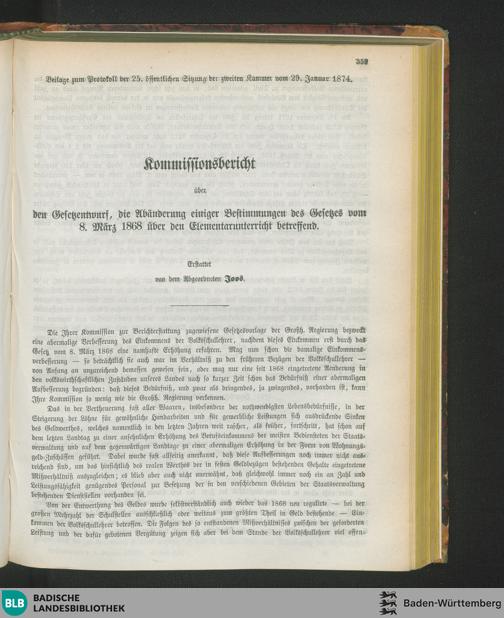 359
Beilage zum Protokoll der 25. öffentlichen Sitzung der zweiten Kammer vom 29. Januar 1874.
Kommissionsbericht
über
den Gesetzentwurf, die Abänderung einiger Bestimmungen des Gesetzes vom
8. März 1868 über den Elementarunterricht betreffend.
Erstattet
von dem Abgeordneten Joos.
Die Ihrer Kommission zur Berichterstattung zugewiesene Gesetzesvorlage der Großh. Regierung bezweckt
eine abermalige Verbesserung des Einkommens der Volksschullehrer, nachdem dieses Einkommen erst durch das
Gesetz vom 8. März 1868 eine namhafte Erhöhung erfahren. Mag nun schon die damalige Einkommens-
verbesserung — so beträchtlich sie auch war im Verhältniß zu den früheren Bezügen der Volksschullehrer —
von Anfang an unzureichend bemessen gewesen sein, aber mag nur eine seit 1868 eingetretene Aenderung in
den volkswirthschaftlichen Zuständen unseres Landes nach so kurzer Zeit schon das Bedürfniß einer abermaligen
Aufbesserung begründen: daß dieses Bedürfniß, und zwar als dringendes, ja zwingendes, vorhanden ist, kann
Ihre Kommission so wenig wie die Großh. Regierung verkennen.
Das in der Vertheuerung fast aller Waaren, insbesondere der nothwendigsten Lebensbedürfnisse, in der
Steigerung der Löhne für gewöhnliche Handarbeiten und für gewerbliche Leistungen sich ausdrückende Sinken
des Geldwerthes, welches namentlich in den letzten Jahren weit rascher, als früher, fortschritt, hat schon auf
dem letzten Landtag zu einer ansehnlichen Erhöhung des Berufseinkommens der meisten Bediensteten der Staats-
verwaltung und auf dem gegenwärtigen Landtage zu einer abermaligen Erhöhung in der Form von Wohnungs-
geld-Zuschüssen geführt. Dabei wurde fast allseitig anerkannt, daß diese Aufbesserungen noch immer nicht aus-
reichend sind, um das hinsichtlich des realen Werthes der in festen Geldbezügen bestehenden Gehalte eingetretene
Mißverhältniß auszugleichen; es blieb aber auch nicht unerwähnt, daß gleichwohl immer noch ein an Zahl und
Leistungsfähigkeit genügendes Personal zur Besetzung der in den verschiedenen Gebieten der Staatsverwaltung
bestehenden Dienststellen vorhanden sei.
Von der Entwerthung des Geldes wurde selbstverständlich auch wieder das 1868 neu regulirte — bei der
großen Mehrzahl der Schulstellen ausschließlich oder weitaus zum größten Theil in Geld bestehende — Ein-
kommen der Volksschullehrer betroffen. Die Folgen des so entstandenen Mißverhältnisses zwischen der geforderten
Leistung und der dafür gebotenen Vergütung zeigen sich aber bei dem Stande der Volksschullehrer viel offen-
BLB BADISCHE
LANDESBIBLIOTHEK
Baden-Württemberg